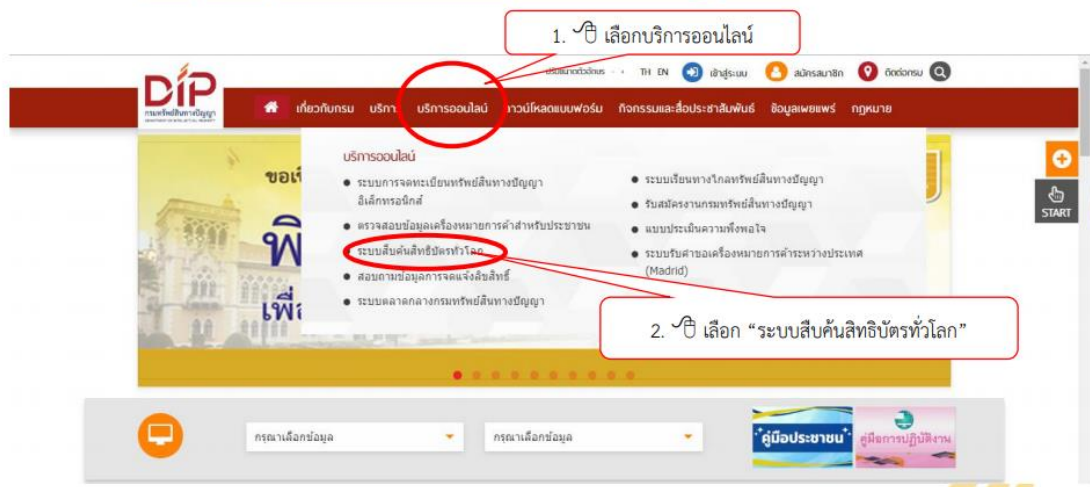 1. เลือกบริการออนไลน์
TH EN เข้าสู่ระบบ สมัครสมาชิก ติดต่อกรม
DIP
กรมทรัพย์สินทางปัญญา
DEPARTMENT OF INTELLECTUAL PROPERTY
เกี่ยวกับกรม บริการ บริการออนไลน์ ดาวน์โหลดแบบฟอร์ม กิจกรรมและสื่อประชาสัมพันธ์ ข้อมูลเผยแพร่ กฎหมาย
บริการออนไลน์
ระบบการจดทะเบียนทรัพย์สินทางปัญญา
อิเล็กทรอนิกส์
ตรวจสอบข้อมูลเครื่องหมายการค้าสำหรับประชาชน
ระบบสืบค้นสิทธิบัตรทั่วโลก
สอบถามข้อมูลการจดแจ้งลิขสิทธิ์
ระบบตลาดกลางกรมทรัพย์สินทางปัญญา
ระบบเรียนทางไกลทรัพย์สินทางปัญญา
รับสมัครงานกรมทรัพย์สินทางปัญญา
แบบประเมินความพึงพอใจ
ระบบรับคำขอเครื่องหมายการค้าระหว่างประเทศ
(Madrid)
START
2. เลือก “ระบบสืบค้นสิทธิบัตรทั่วโลก”
กรุณาเลือกข้อมูล
กรุณาเลือกข้อมูล
คู่มือประชาชน
คู่มือการปฏิบัติงาน